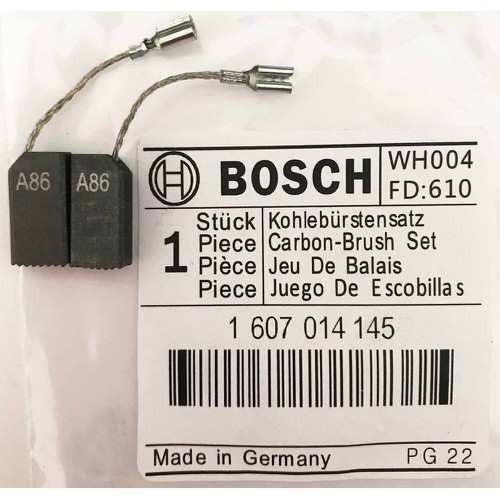 A86 A86
BOSCH
WH004
FD:610
1
Stück Kohlebürstensatz
Piece Carbon-Brush Set
Pièce Jeu De Balais
Piece Juego De Escobillas
1 607 014 145
Made in Germany PG 22